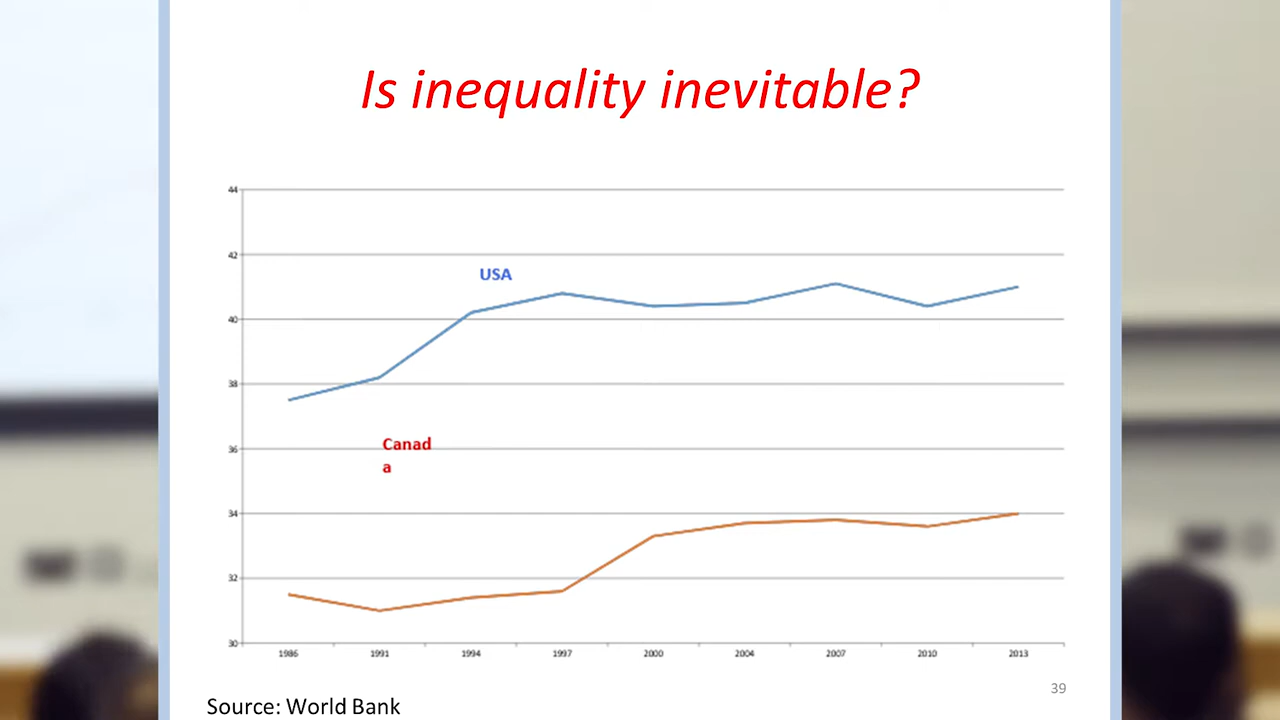 Is inequality inevitable?
44
42
USA
40
38
Canad
a
36
34
32
30
1986 1991 1994 1997 2000 2004 2007 2010 2013
39
Source: World Bank